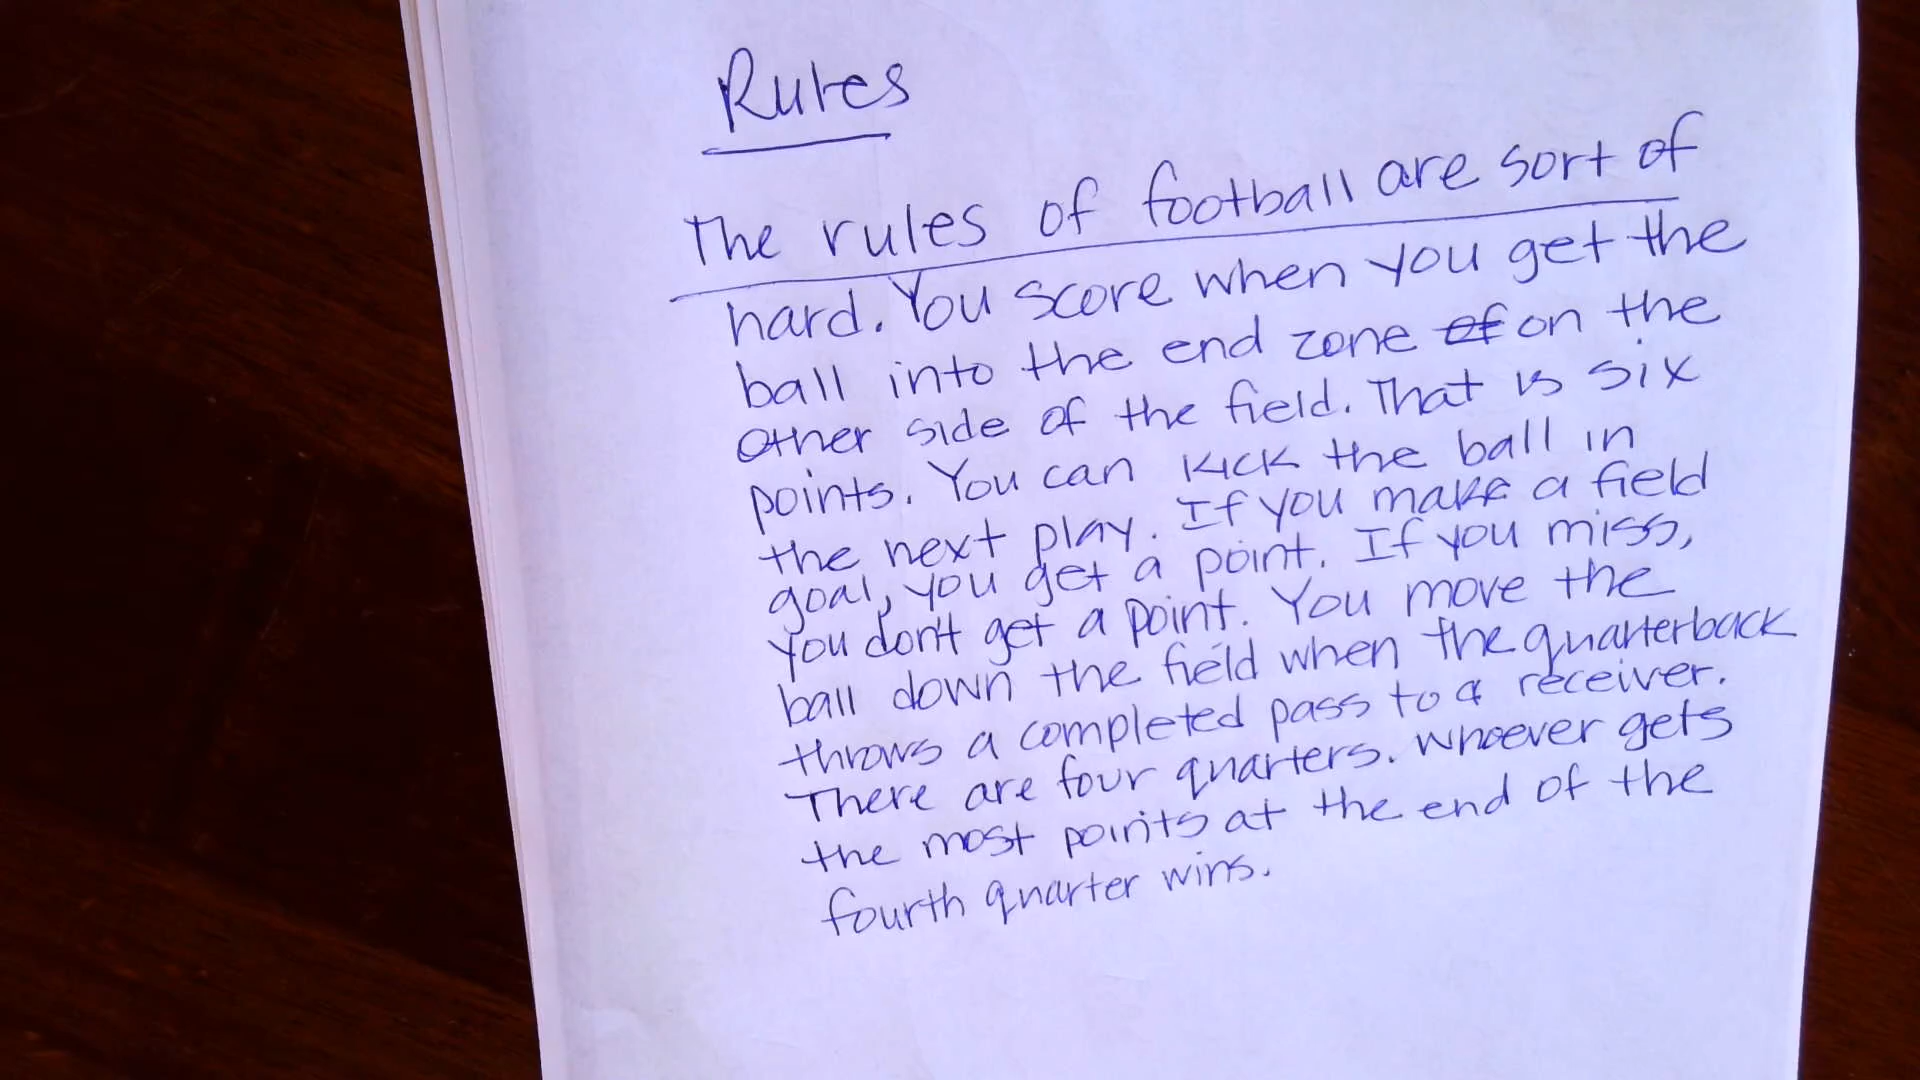 Rules
The rules of football are sort of
hard. You score when you get the
ball into the end zone of on the
other side of the field. That is six
points. You can kick the ball in
the next play. If you make a field
goal, you get a point. If you miss,
you don't get a point. You move the
ball down the field when the quarterback
throws a completed pass to a receiver.
There are four quarters. Whoever gets
the most points at the end of the
fourth quarter wins.